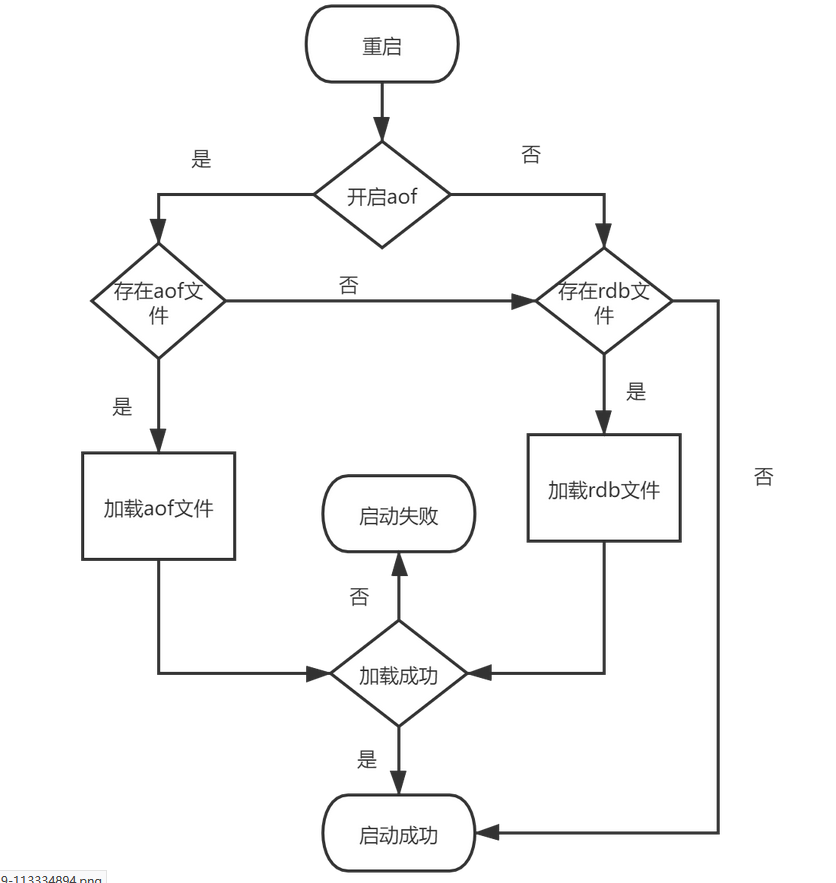 重启
是
否
开启aof
存在aof文
件
否
存在rdb文
件
是
是
加载aof文件
加载rdb文件
否
启动失败
否
加载成功
是
启动成功
9-113334894.png